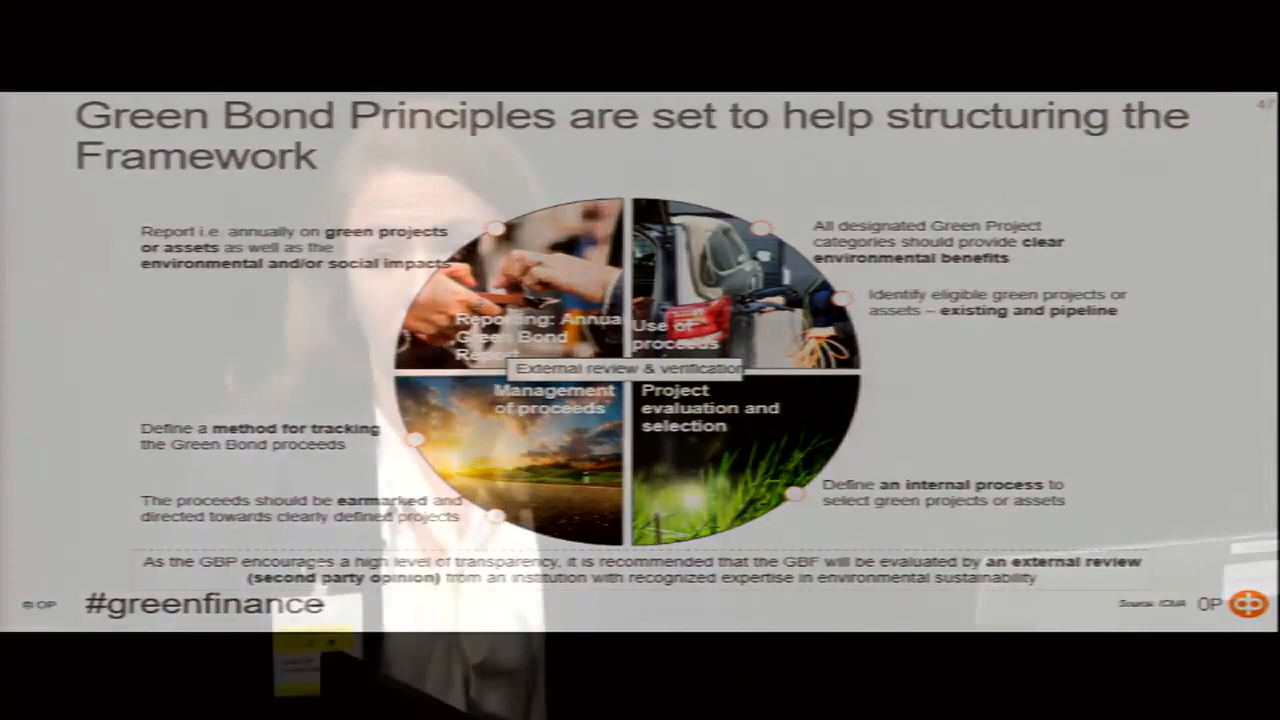 Green Bond Principles are set to help structuring the
Framework
47
Report i.e. annually on green projects
or assets as well as the
environmental and/or social impacts
All designated Green Project
categories should provide clear
environmental benefits
Identify eligible green projects or
assets – existing and pipeline
Reporting: Annual
Green Bond
Report
Use of
proceeds
External review & verification
Management
of proceeds
Project
evaluation and
selection
Define a method for tracking
the Green Bond proceeds
The proceeds should be earmarked and
directed towards clearly defined projects
Define an internal process to
select green projects or assets
As the GBP encourages a high level of transparency, it is recommended that the GBF will be evaluated by an external review
(second party opinion) from an institution with recognized expertise in environmental sustainability
© OP
#greenfinance
Source: ICMA
OP